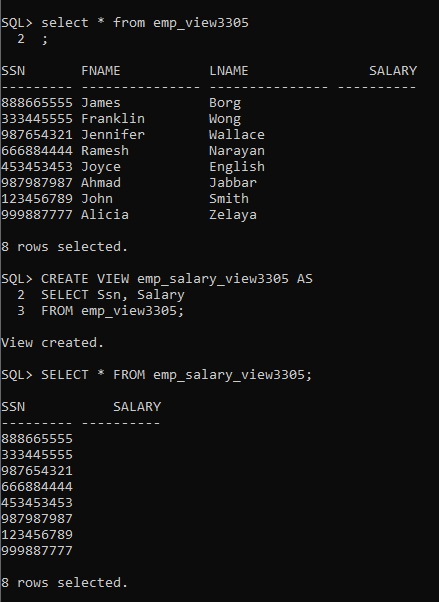 SQL> select * from emp_view3305
  2  ;
SSN       FNAME           LNAME               SALARY
--------- --------------- --------------- ----------
888665555 James           Borg
333445555 Franklin        Wong
987654321 Jennifer        Wallace
666884444 Ramesh          Narayan
453453453 Joyce           English
987987987 Ahmad           Jabbar
123456789 John            Smith
999887777 Alicia          Zelaya
8 rows selected.
SQL> CREATE VIEW emp_salary_view3305 AS
  2  SELECT Ssn, Salary
  3  FROM emp_view3305;
View created.
SQL> SELECT * FROM emp_salary_view3305;
SSN           SALARY
--------- ----------
888665555
333445555
987654321
666884444
453453453
987987987
123456789
999887777
8 rows selected.